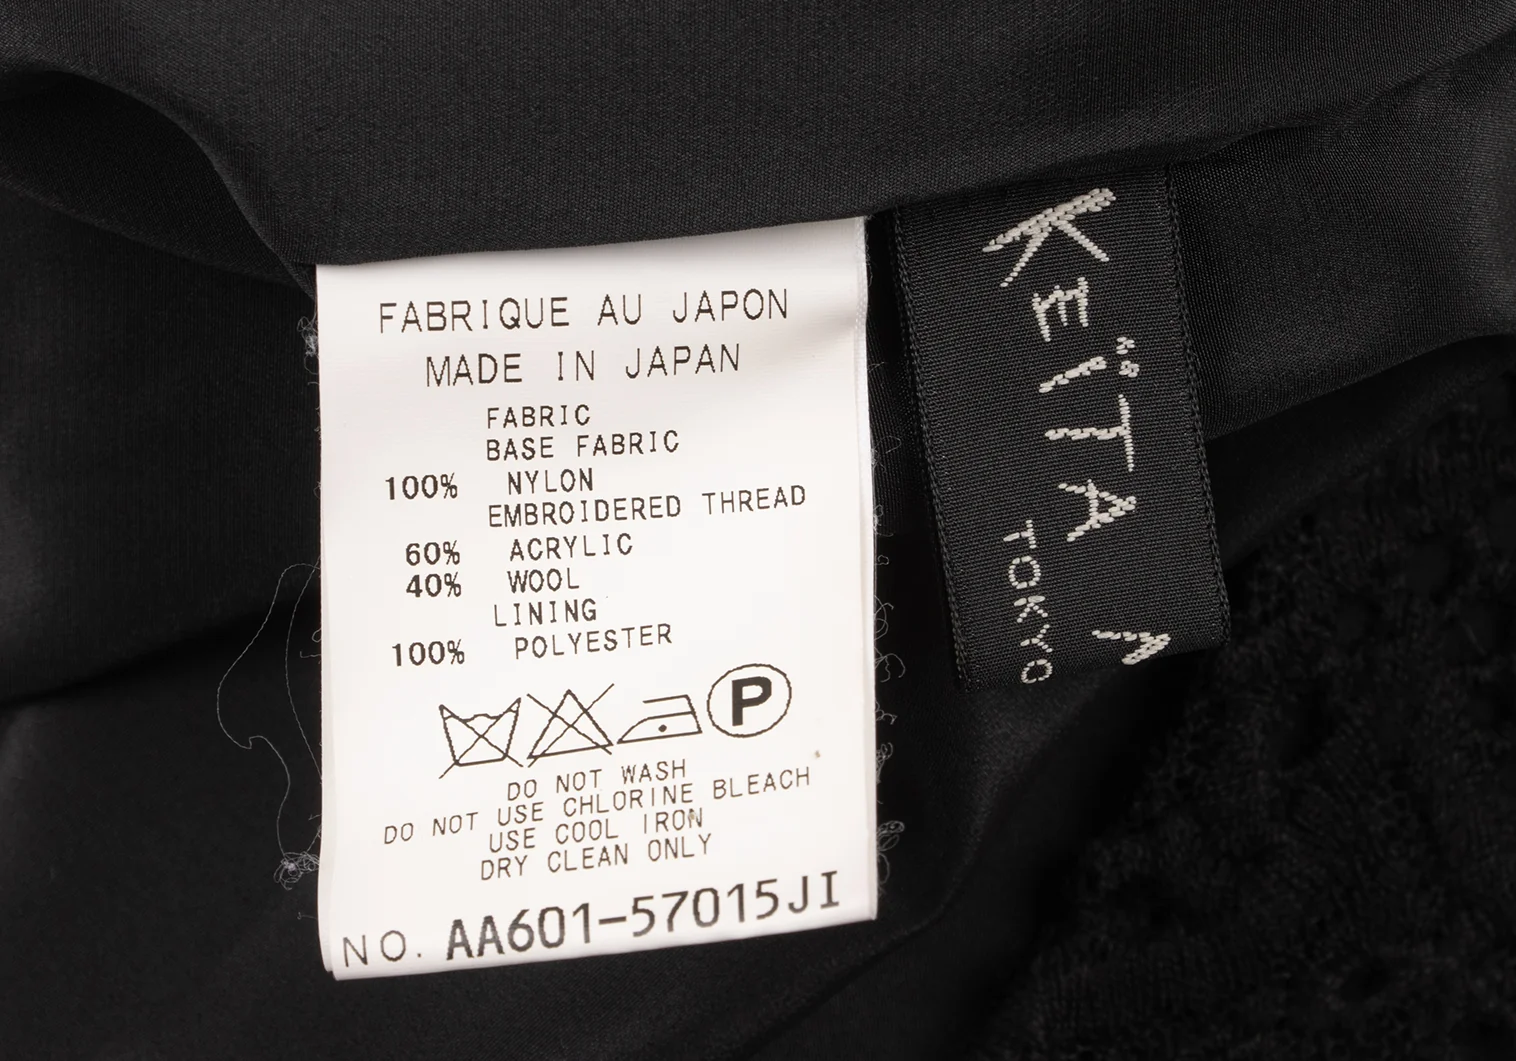 FABRIQUE AU JAPON
MADE IN JAPAN
FABRIC
BASE FABRIC
100% NYLON
EMBROIDERED THREAD
60% ACRYLIC
40% WOOL
LINING
100% POLYESTER
P
DO NOT WASH
DO NOT USE CHLORINE BLEACH
USE COOL IRON
DRY CLEAN ONLY
NO. AA601-57015JI
KEÏTA
TOKYO